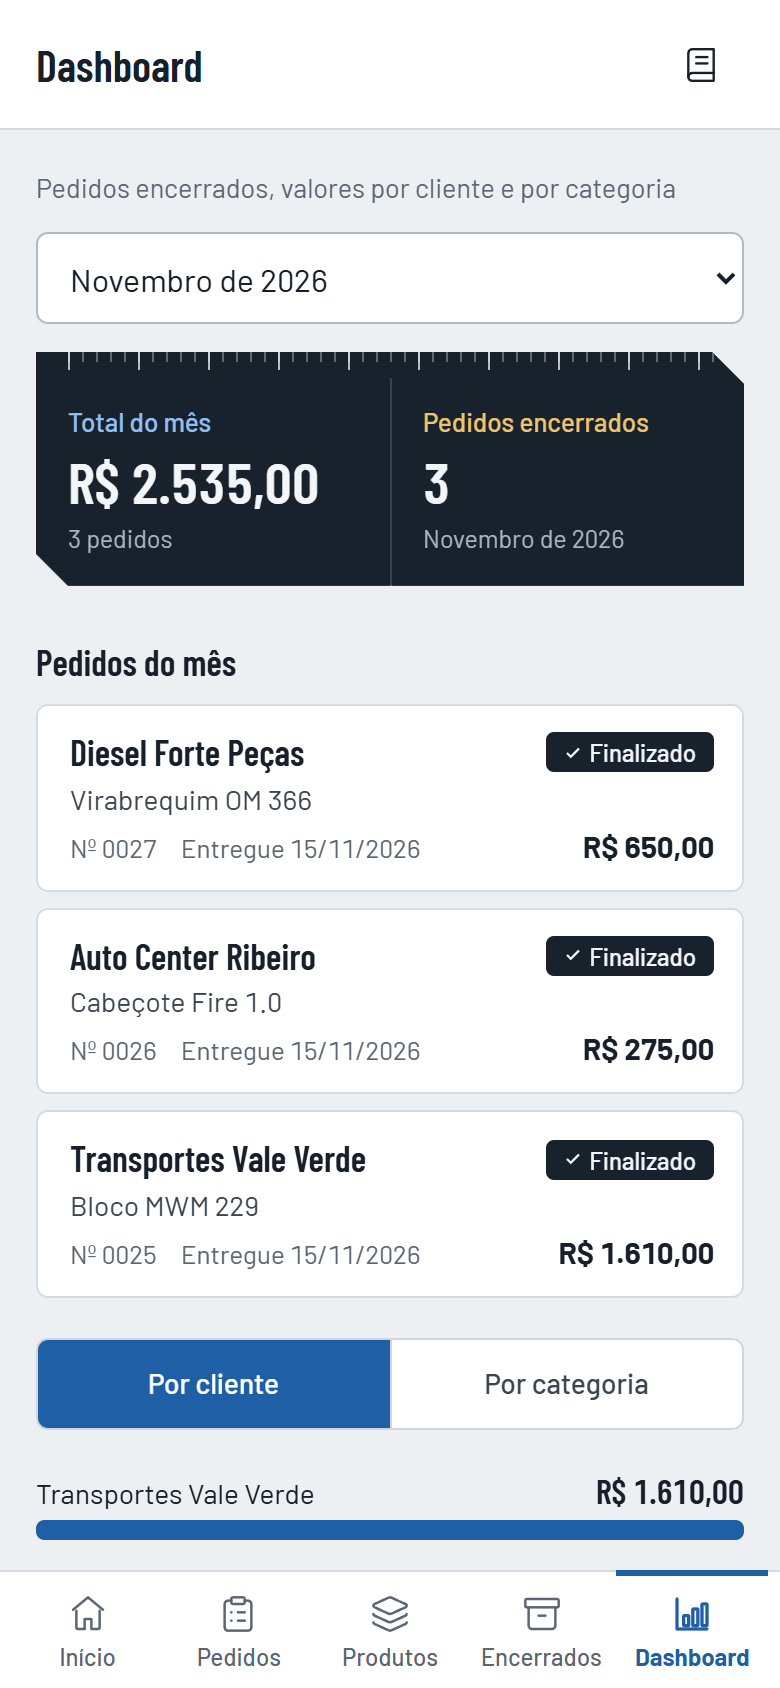 Dashboard
Pedidos encerrados, valores por cliente e por categoria
Novembro de 2026
Total do mês
R$ 2.535,00
3 pedidos
Pedidos encerrados
3
Novembro de 2026
Pedidos do mês
Diesel Forte Peças
Finalizado
Virabrequim OM 366
Nº 0027 Entregue 15/11/2026 R$ 650,00
Auto Center Ribeiro
Finalizado
Cabeçote Fire 1.0
Nº 0026 Entregue 15/11/2026 R$ 275,00
Transportes Vale Verde
Finalizado
Bloco MWM 229
Nº 0025 Entregue 15/11/2026 R$ 1.610,00
Por cliente Por categoria
Transportes Vale Verde R$ 1.610,00
Início Pedidos Produtos Encerrados Dashboard